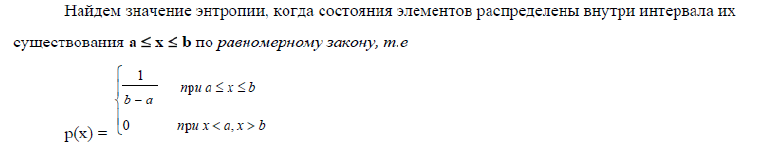 Найдем значение энтропии, когда состояния элементов распределены внутри интервала их
существования a ≤ x ≤ b по равномерному закону, т.е
p(x) = { 1/(b – a) при a ≤ x ≤ b
0 при x < a, x > b